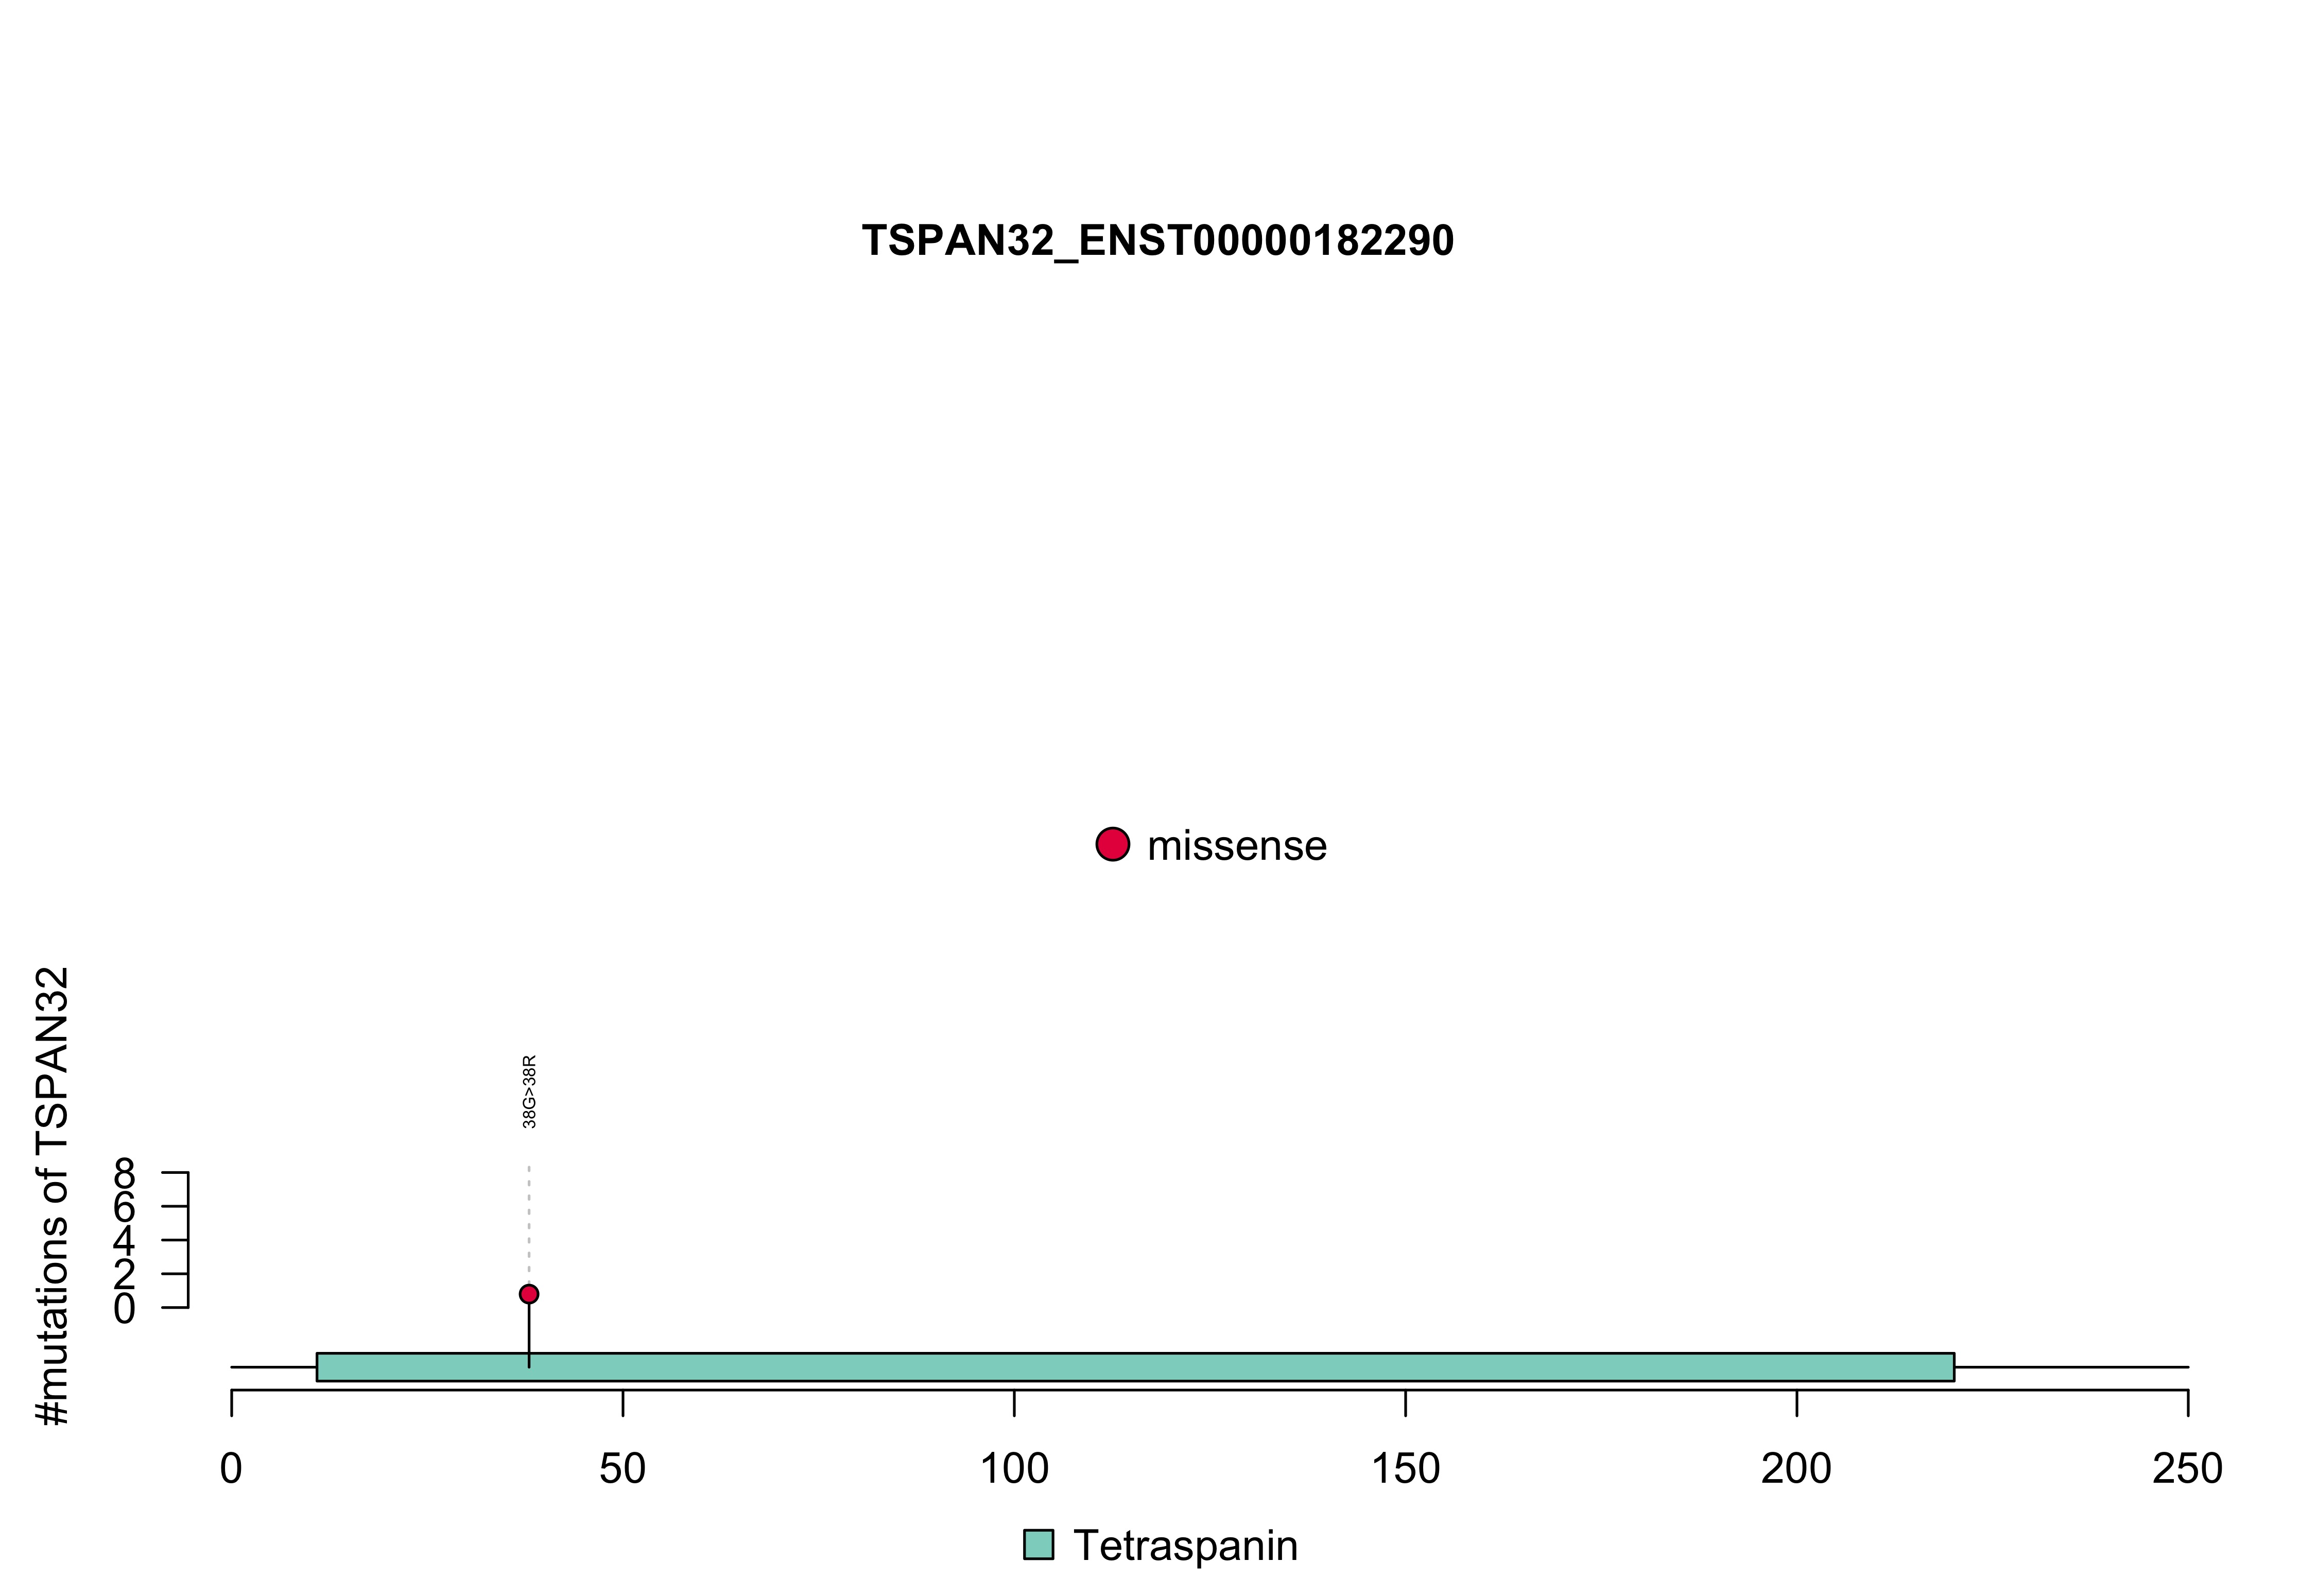 TSPAN32_ENST00000182290
missense
#mutations of TSPAN32
38G>38R
8
6
4
2
0
0 50 100 150 200 250
Tetraspanin